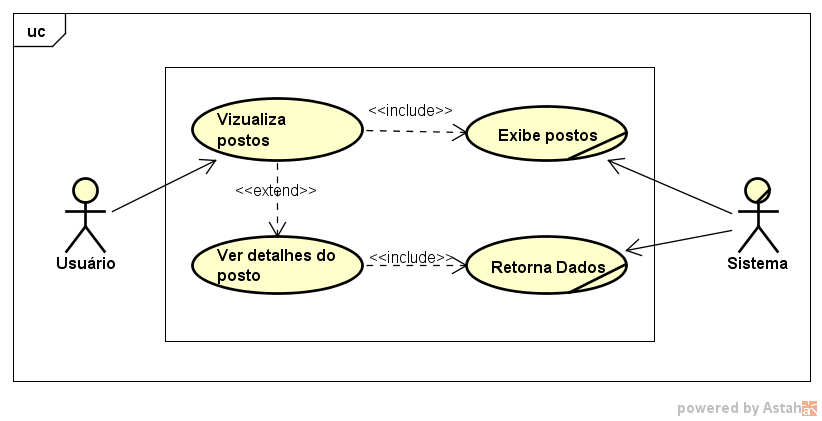 uc
Vizualiza
postos
<<include>>
Exibe postos
<<extend>>
Usuário
Ver detalhes do
posto
<<include>>
Retorna Dados
Sistema
powered by Astah